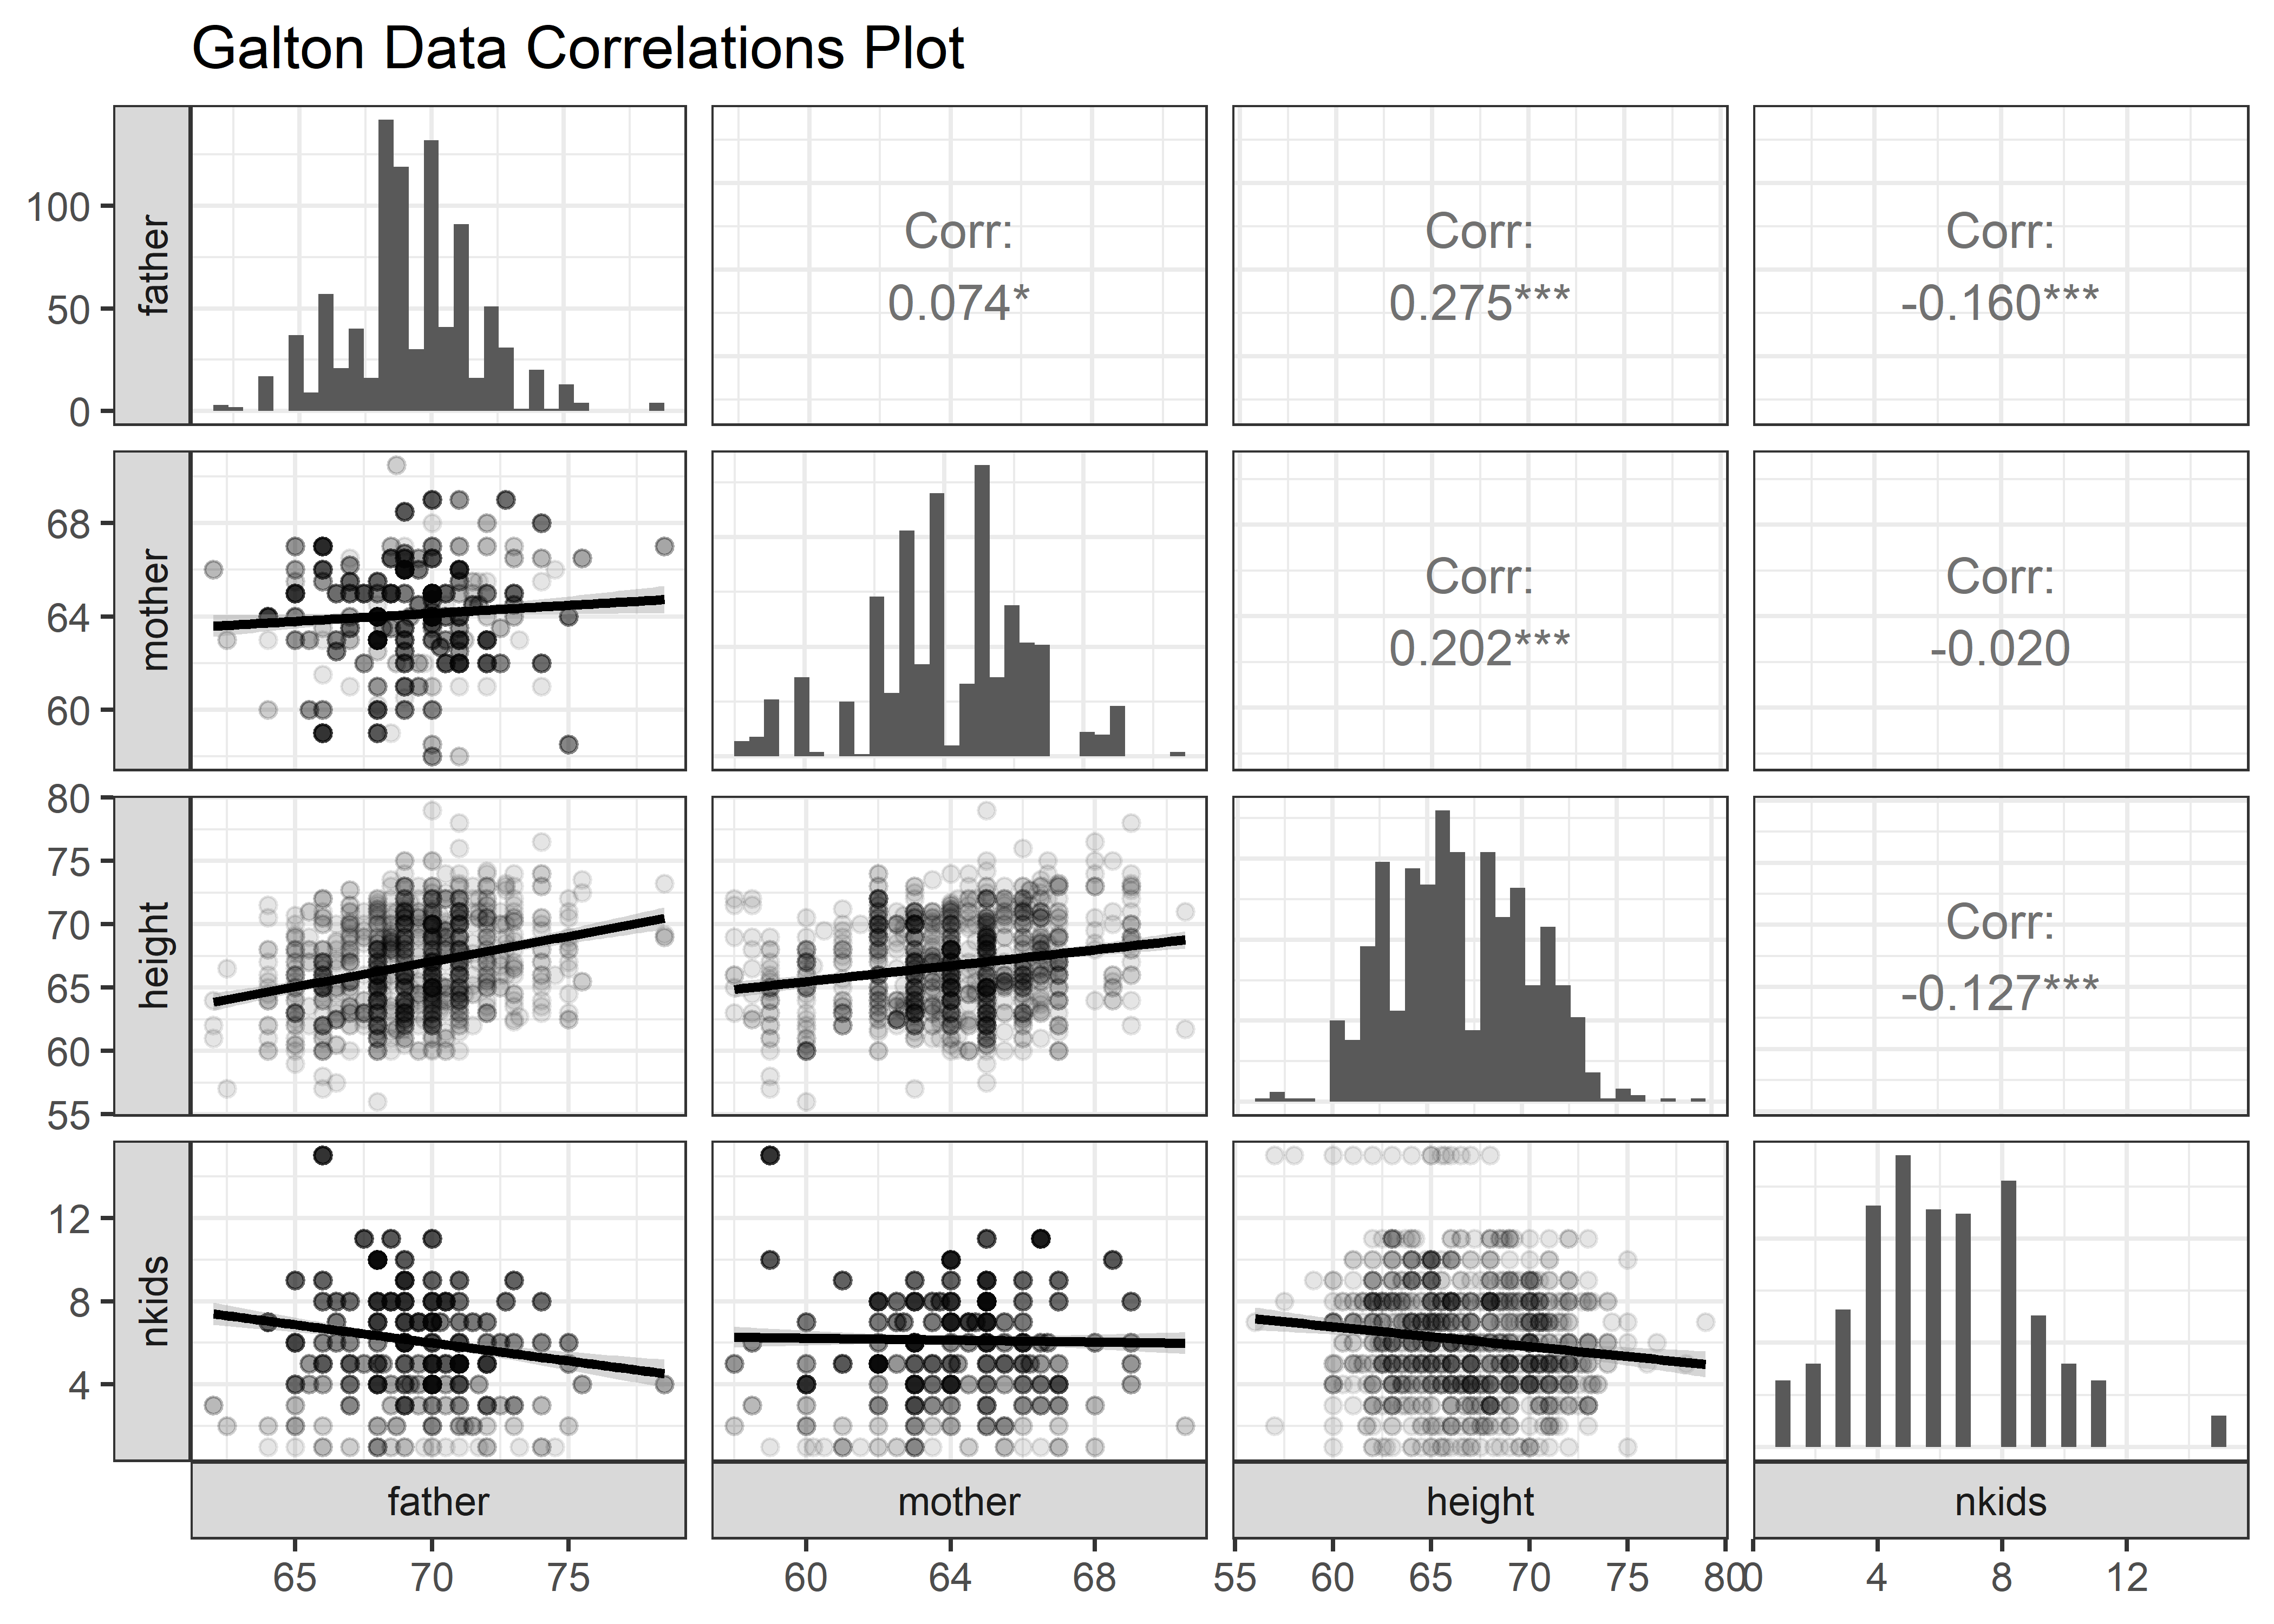 Galton Data Correlations Plot
father
100
50
0
Corr:
0.074*
Corr:
0.275***
Corr:
-0.160***
mother
68
64
60
Corr:
0.202***
Corr:
-0.020
height
80
75
70
65
60
55
Corr:
-0.127***
nkids
12
8
4
father
mother
height
nkids
65 70 75
60 64 68
55 60 65 70 75 80
0 4 8 12